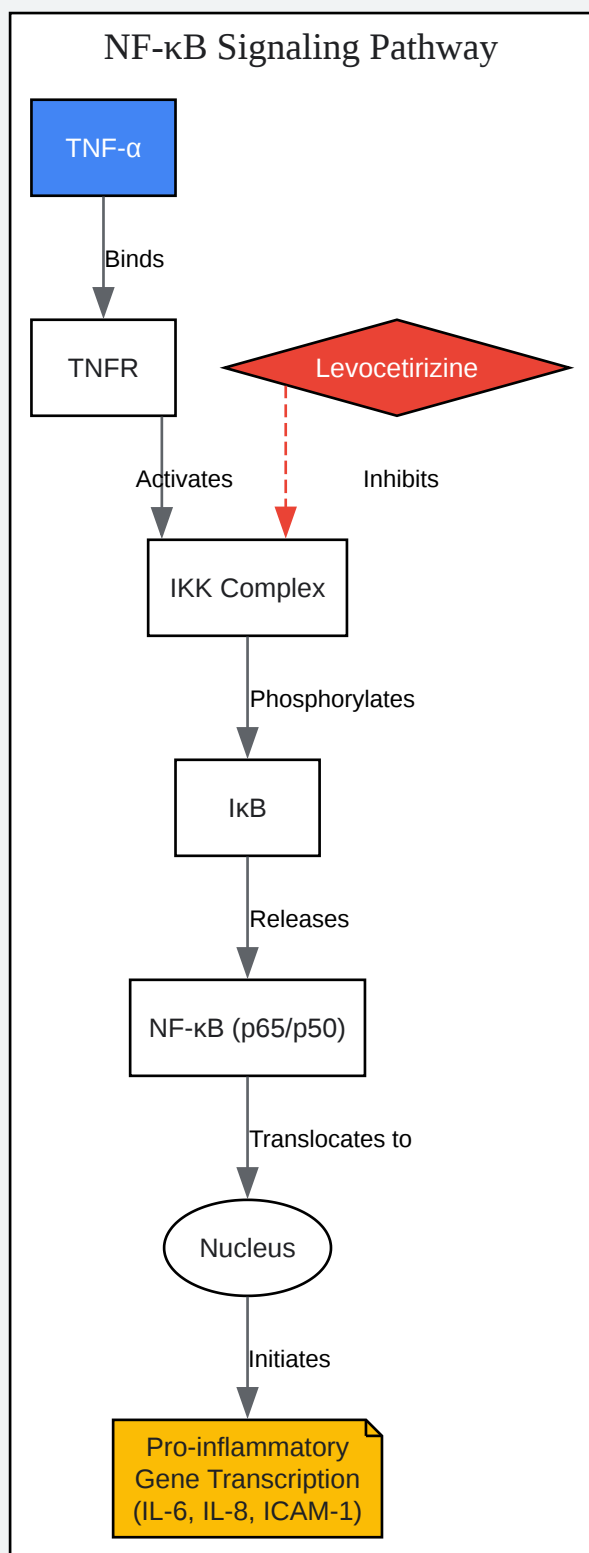 NF-κB Signaling Pathway
TNF-α
Binds
TNFR
Levocetirizine
Activates
Inhibits
IKK Complex
Phosphorylates
IκB
Releases
NF-κB (p65/p50)
Translocates to
Nucleus
Initiates
Pro-inflammatory
Gene Transcription
(IL-6, IL-8, ICAM-1)